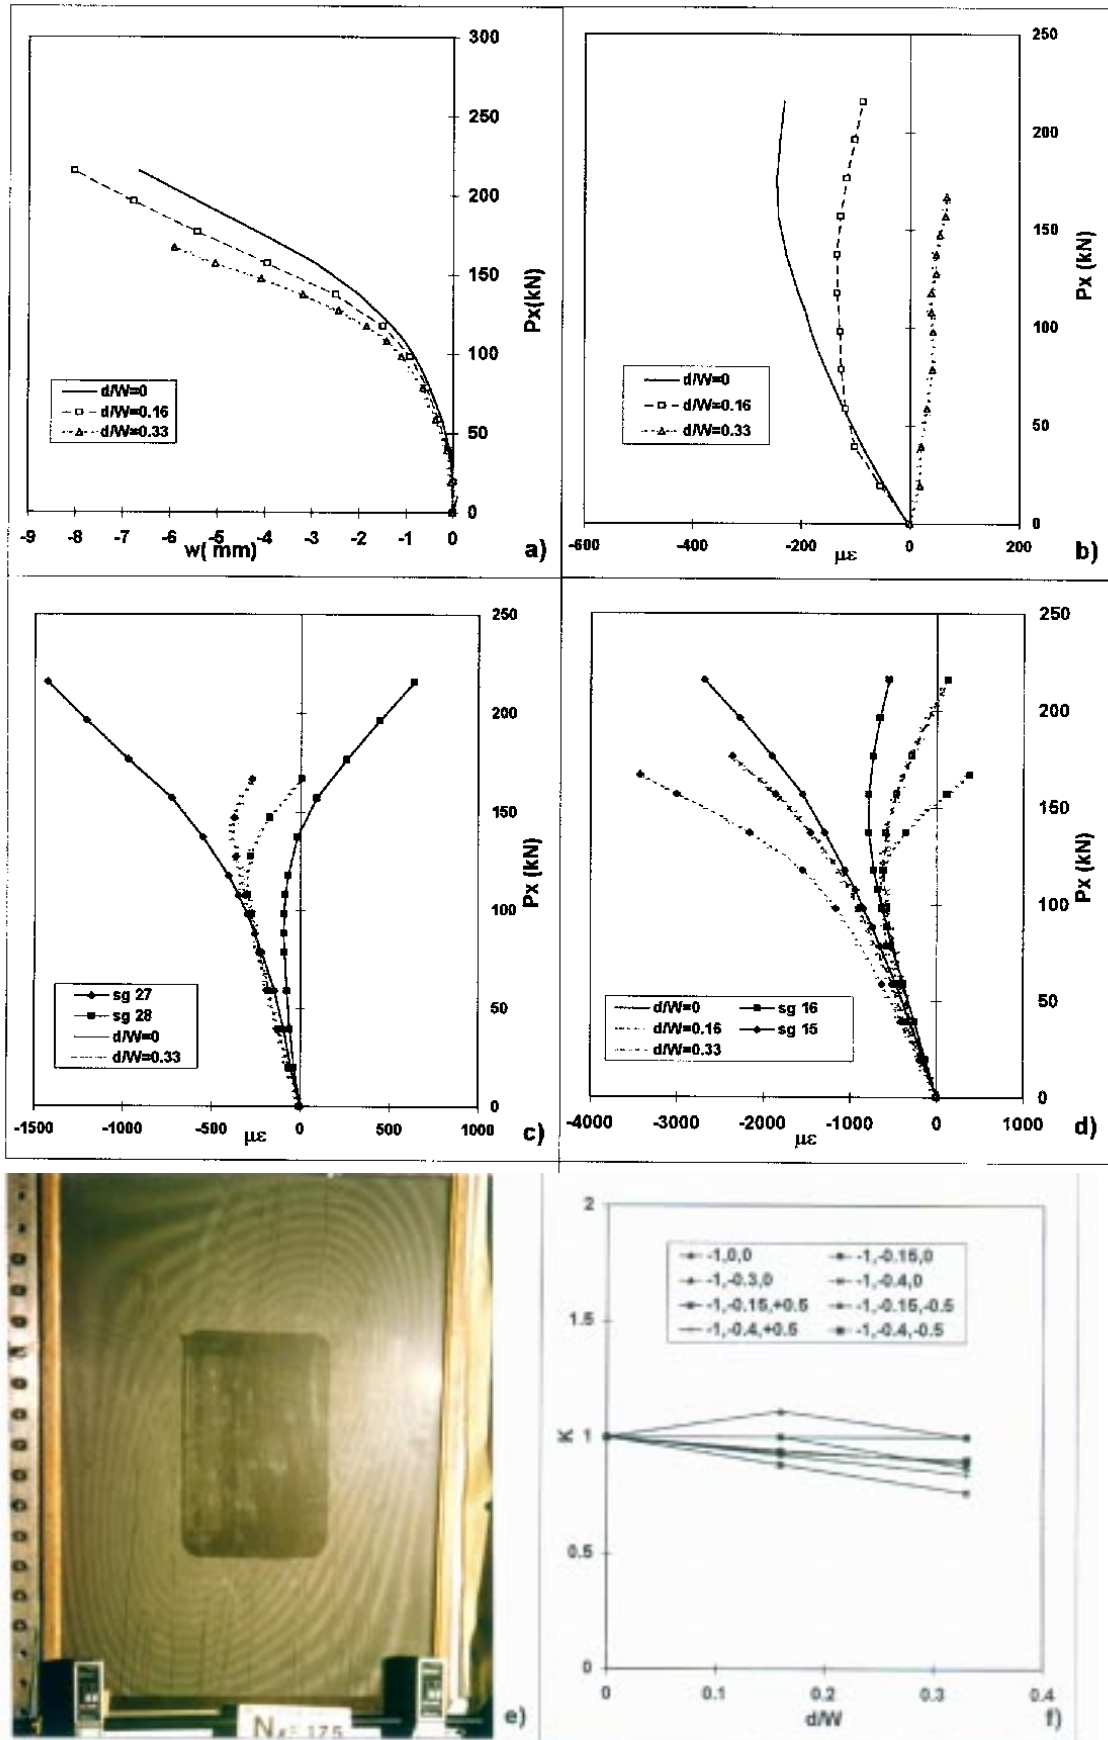 300
250
200
150
100
50
0
Px(kN)
d/W=0
d/W=0.16
d/W=0.33
-9 -8 -7 -6 -5 -4 -3 -2 -1 0
w( mm)
a)
250
200
150
100
50
0
Px (kN)
d/W=0
d/W=0.16
d/W=0.33
-600 -400 -200 0 200
με
b)
250
200
150
100
50
0
Px (kN)
sg 27
sg 28
d/W=0
d/W=0.33
-1500 -1000 -500 0 500 1000
με
c)
250
200
150
100
50
0
Px (kN)
d/W=0 sg 16
d/W=0.16 sg 15
d/W=0.33
-4000 -3000 -2000 -1000 0 1000
με
d)
N
175
e)
2
1.5
1
0.5
0
K
-1,0,0 -1,-0.15,0
-1,-0.3,0 -1,-0.4,0
-1,-0.15,+0.5 -1,-0.15,-0.5
-1,-0.4,+0.5 -1,-0.4,-0.5
0 0.1 0.2 0.3 0.4
d/W
f)